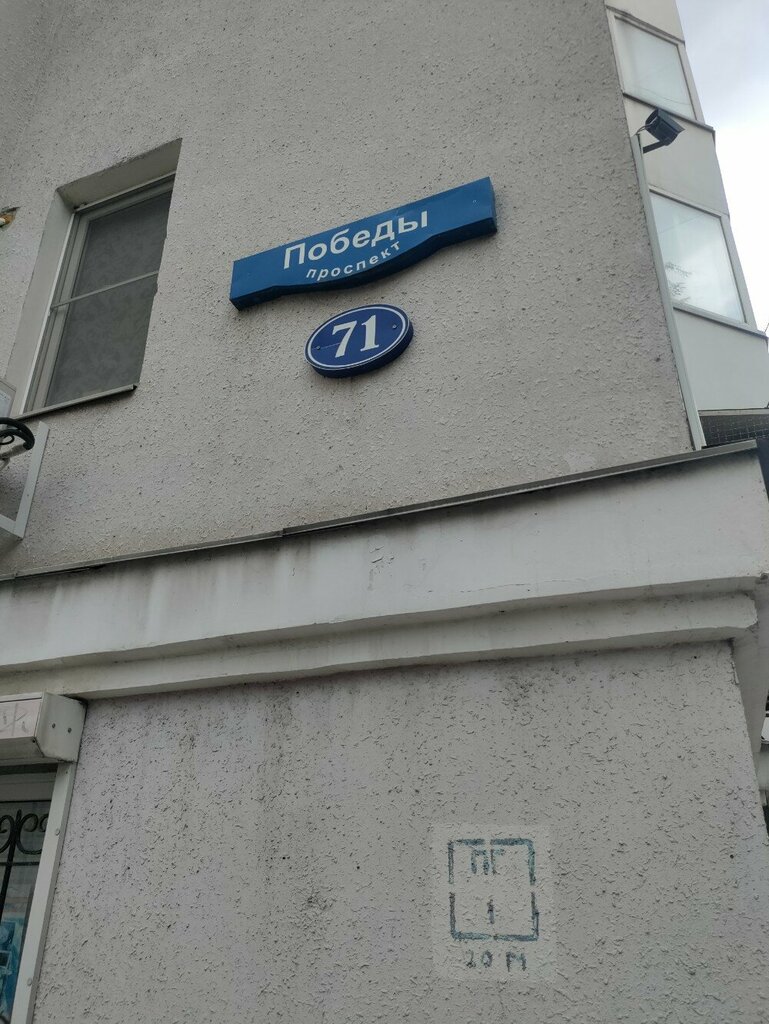 Победы
проспект
71
ПГ
1
20 М